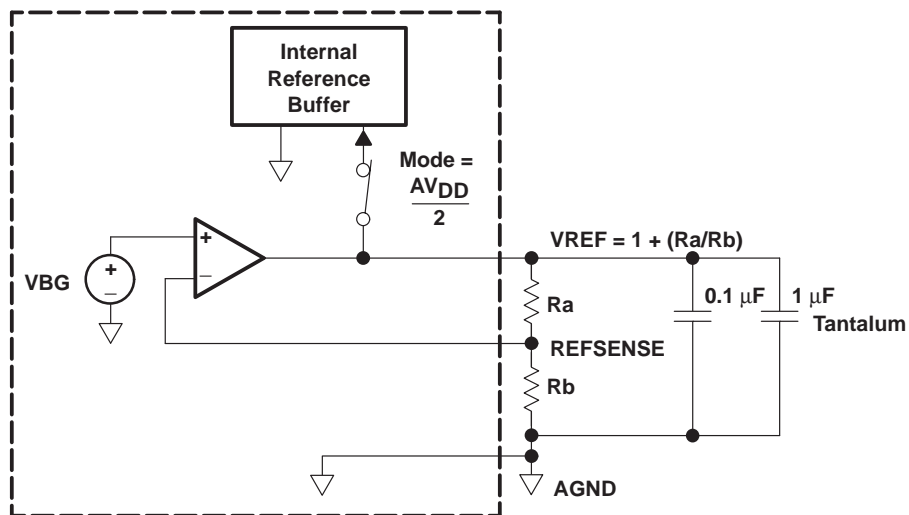 Internal
Reference
Buffer
Mode =
AVDD
2
VREF = 1 + (Ra/Rb)
+
−
VBG
+
−
0.1 μF
1 μF
Tantalum
Ra
REFSENSE
Rb
AGND